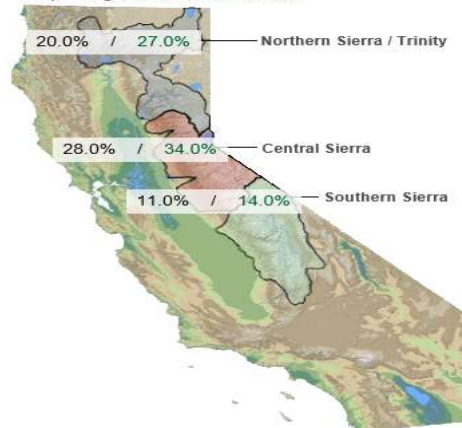 20.0% / 27.0% Northern Sierra / Trinity
28.0% / 34.0% Central Sierra
11.0% / 14.0% Southern Sierra